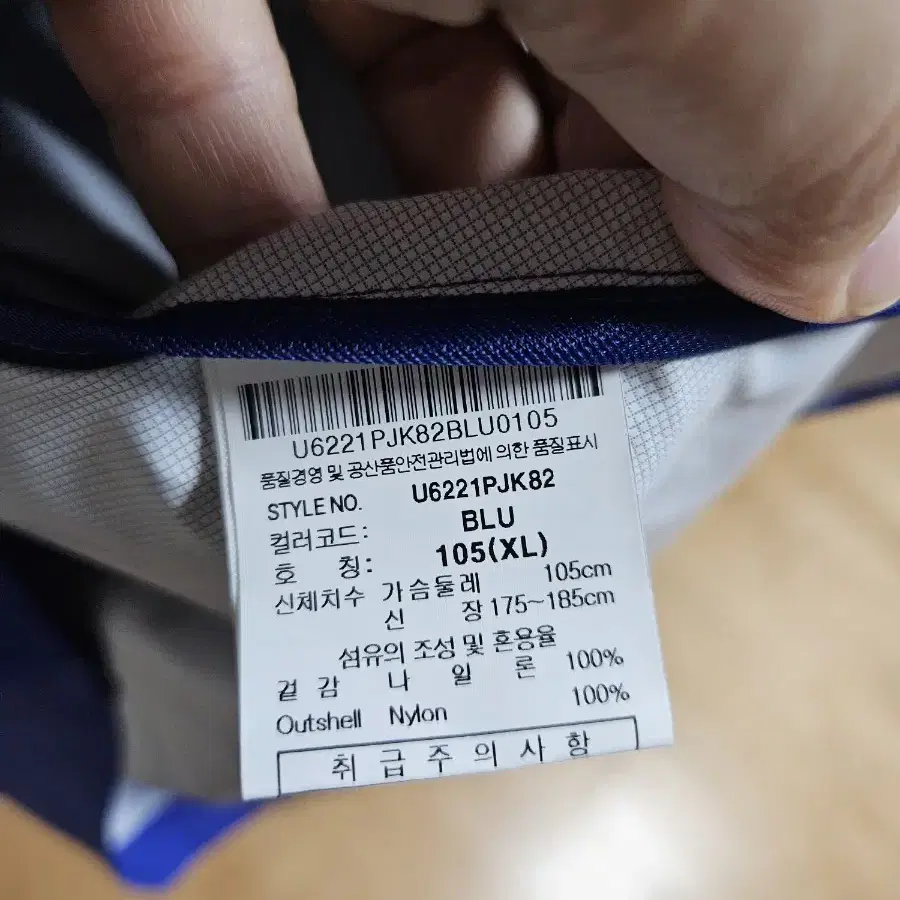 U6221PJK82BLU0105
품질경영 및 공산품안전관리법에 의한 품질표시
STYLE NO. U6221PJK82
컬러코드: BLU
호 칭: 105(XL)
신체치수 가슴둘레 105cm
신 장 175~185cm
섬유의 조성 및 혼용율
겉 감 나 일 론 100%
Outshell Nylon 100%
취 급 주 의 사 항